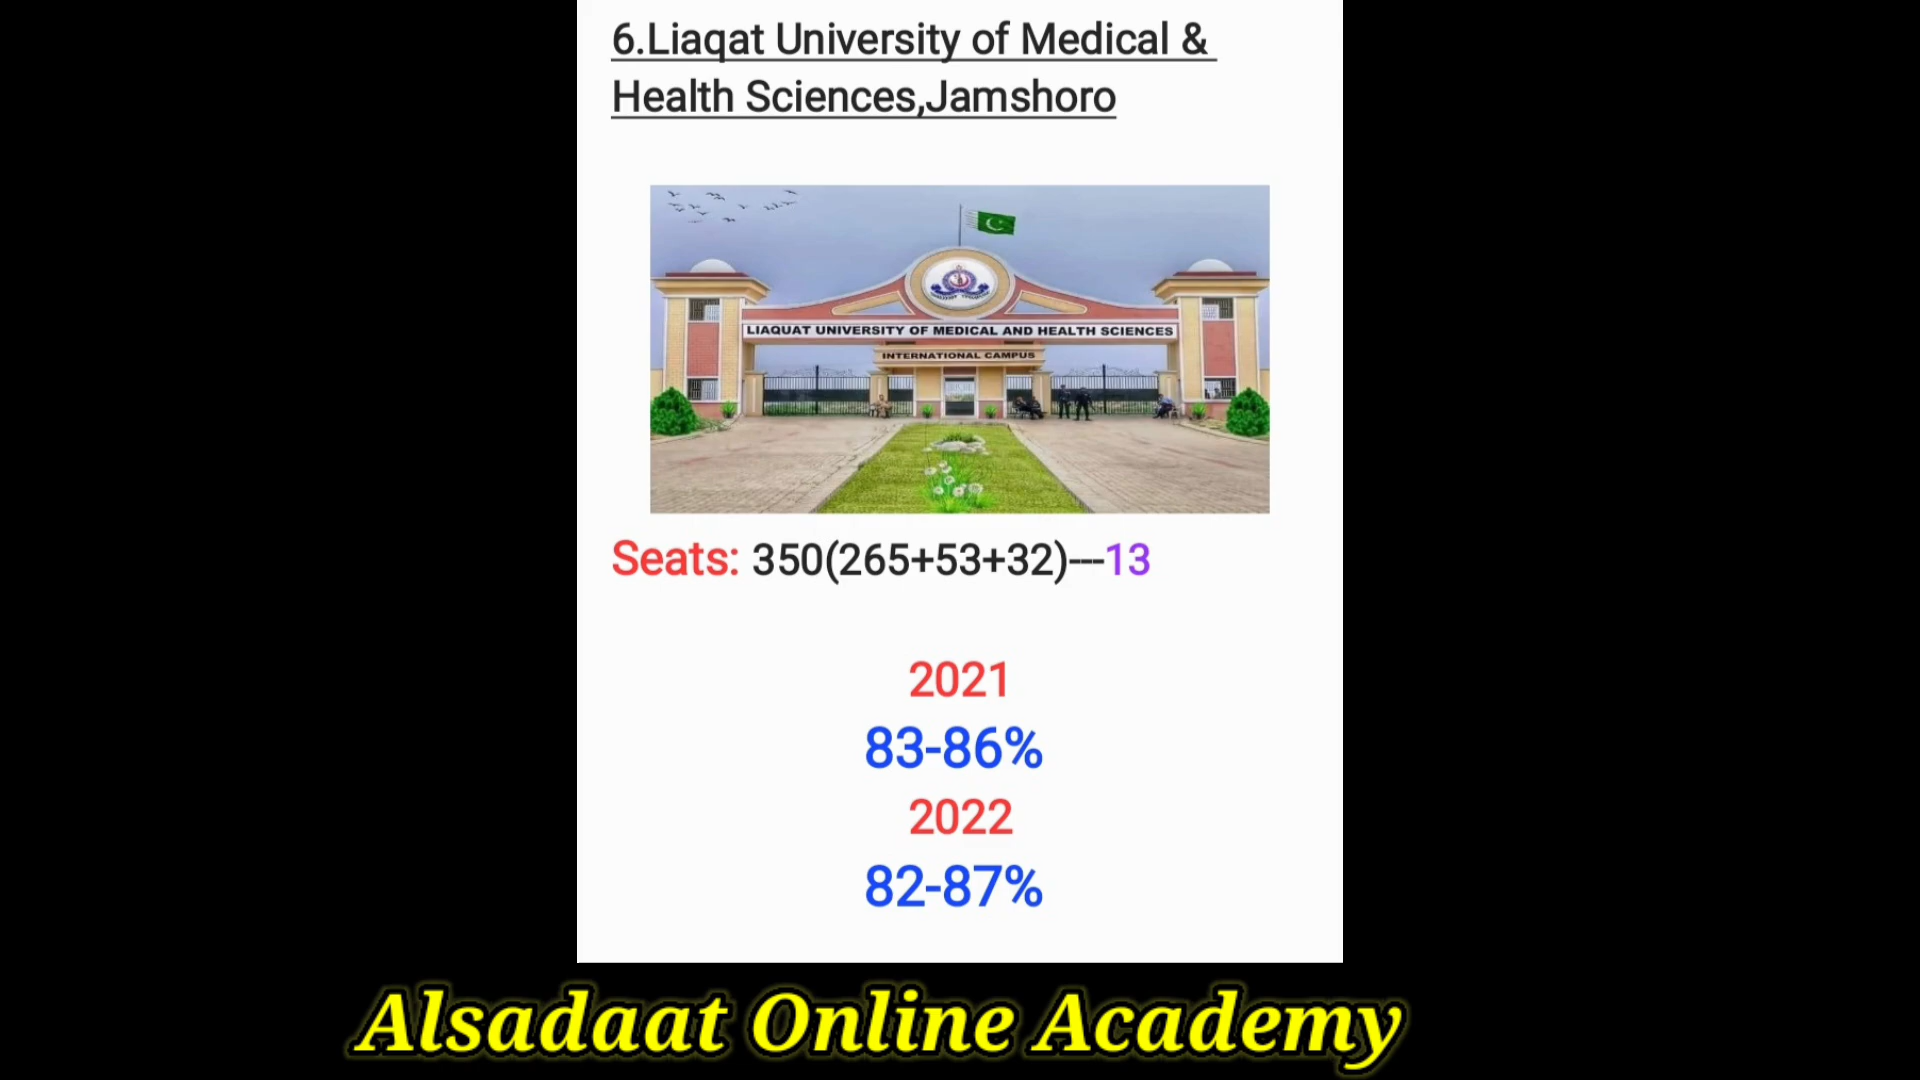 6.Liaqat University of Medical &
Health Sciences,Jamshoro
LIAQUAT UNIVERSITY OF MEDICAL AND HEALTH SCIENCES
INTERNATIONAL CAMPUS
Seats: 350(265+53+32)---13
2021
83-86%
2022
82-87%
Alsadaat Online Academy